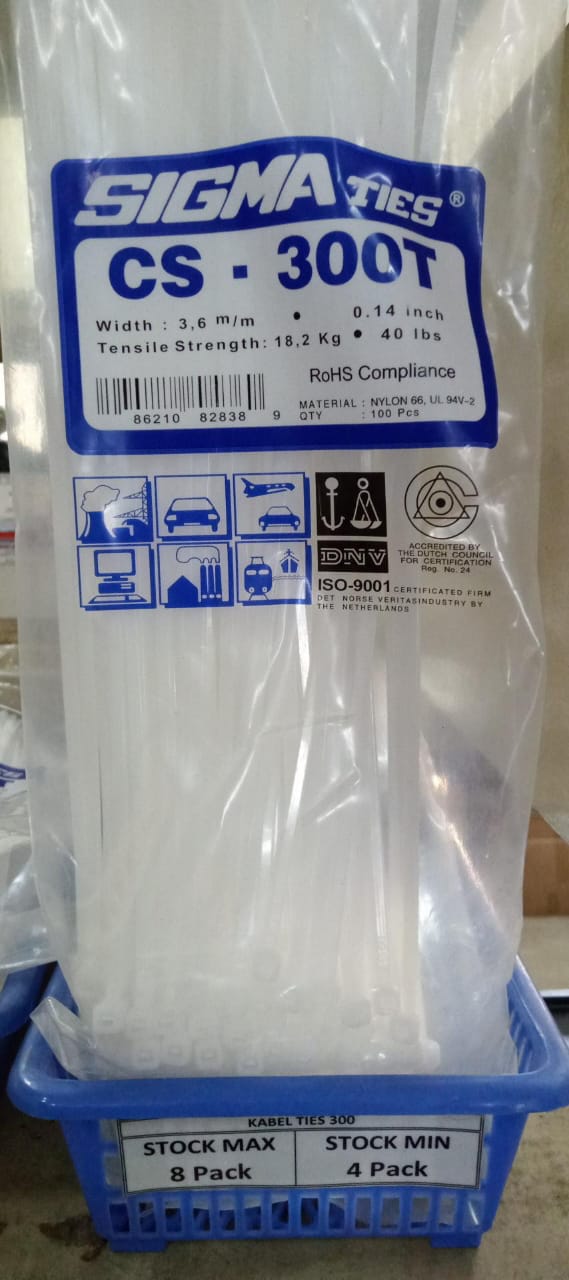 SIGMA TIES ®
CS - 300T
Width : 3,6 m/m • 0.14 inch
Tensile Strength: 18,2 Kg • 40 lbs
RoHS Compliance
86210 82838 9
MATERIAL : NYLON 66, UL 94V-2
QTY : 100 Pcs
DNV
ACCREDITED BY
THE DUTCH COUNCIL
FOR CERTIFICATION
Reg. No. 24
ISO-9001 CERTIFICATED FIRM
DET NORSE VERITASINDUSTRY BY
THE NETHERLANDS
KABEL TIES 300
STOCK MAX
8 Pack
STOCK MIN
4 Pack